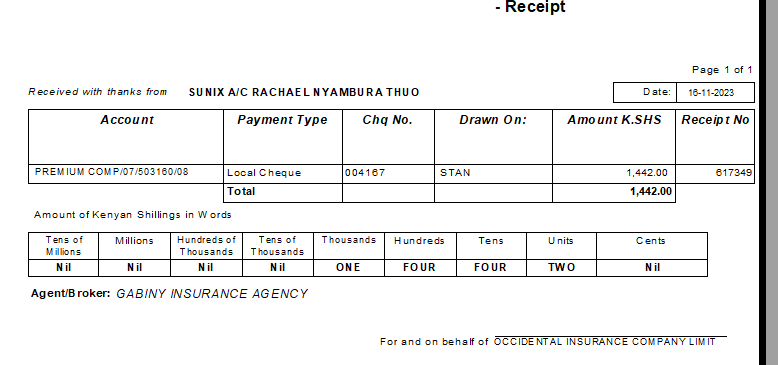 - Receipt
Page 1 of 1
Received with thanks from SUNIX A/C RACHAEL NYAMBURA THUO Date: 16-11-2023
Account Payment Type Chq No. Drawn On: Amount K.SHS Receipt No
PREMIUM COMP/07/503160/08 Local Cheque 004167 STAN 1,442.00 617349
Total 1,442.00
Amount of Kenyan Shillings in Words
Tens of Millions Millions Hundreds of Thousands Tens of Thousands Thousands Hundreds Tens Units Cents
Nil Nil Nil Nil ONE FOUR FOUR TWO Nil
Agent/Broker: GABINY INSURANCE AGENCY
For and on behalf of OCCIDENTAL INSURANCE COMPANY LIMIT